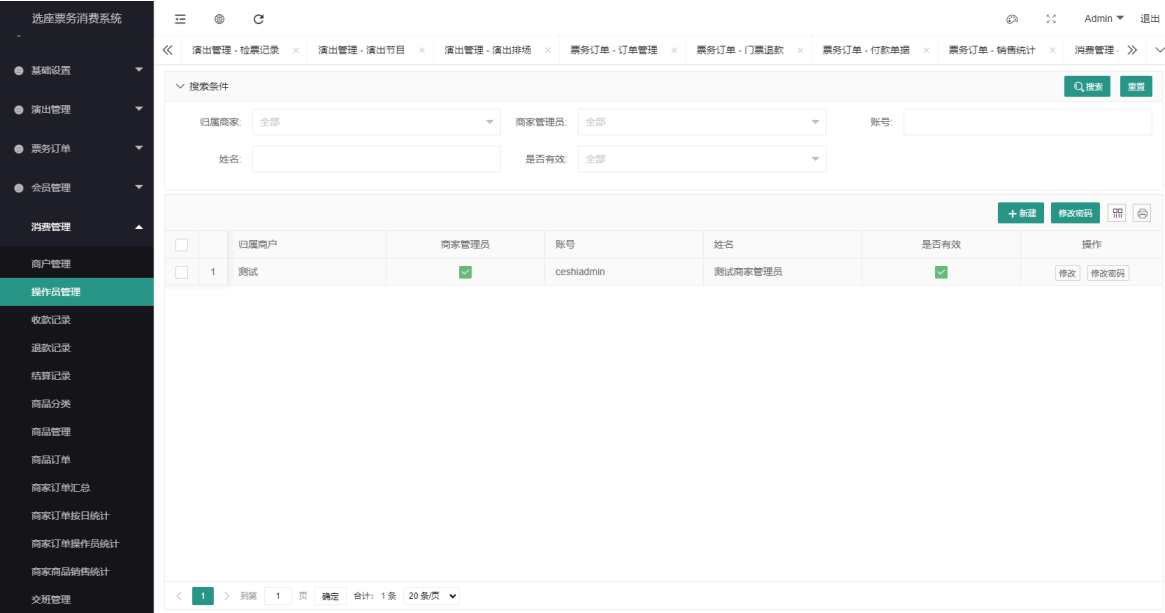 选座票务消费系统
Admin
退出
演出管理 - 检票记录 ×
演出管理 - 演出节目 ×
演出管理 - 演出排场 ×
票务订单 - 订单管理 ×
票务订单 - 门票退款 ×
票务订单 - 付款单据 ×
票务订单 - 销售统计 ×
消费管理 -
基础设置
演出管理
票务订单
会员管理
消费管理
商户管理
操作员管理
收款记录
退款记录
结算记录
商品分类
商品管理
商品订单
商家订单汇总
商家订单按日统计
商家订单操作员统计
商家商品销售统计
交班管理
搜索条件
搜索 重置
归属商家: 全部 商家管理员: 全部 账号:
姓名: 是否有效: 全部
+ 新建 修改密码
归属商户 商家管理员 账号 姓名 是否有效 操作
1 测试 ceshiadmin 测试商家管理员 修改 修改密码
1 到第 1 页 确定 合计: 1 条 20 条/页